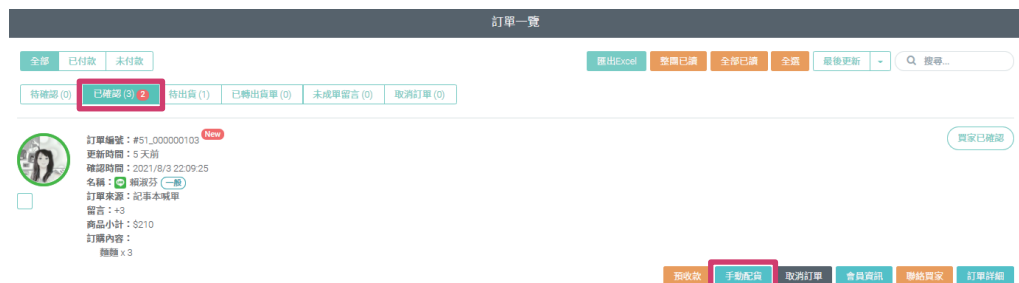 訂單一覽
全部 已付款 未付款 匯出Excel 整頁已讀 全部已讀 全選 最後更新 搜尋...
待確認 (0) 已確認 (3) 2 待出貨 (1) 已轉出貨單 (0) 未成單留言 (0) 取消訂單 (0)
訂單編號：#51_000000103 New 買家已確認
更新時間：5 天前
確認時間：2021/8/3 22:09:25
名稱： 賴淑芬 一般
訂單來源：記事本喊單
留言：+3
商品小計：$210
訂購內容：
麵麵 x 3
預收款 手動配貨 取消訂單 會員資訊 聯絡買家 訂單詳細